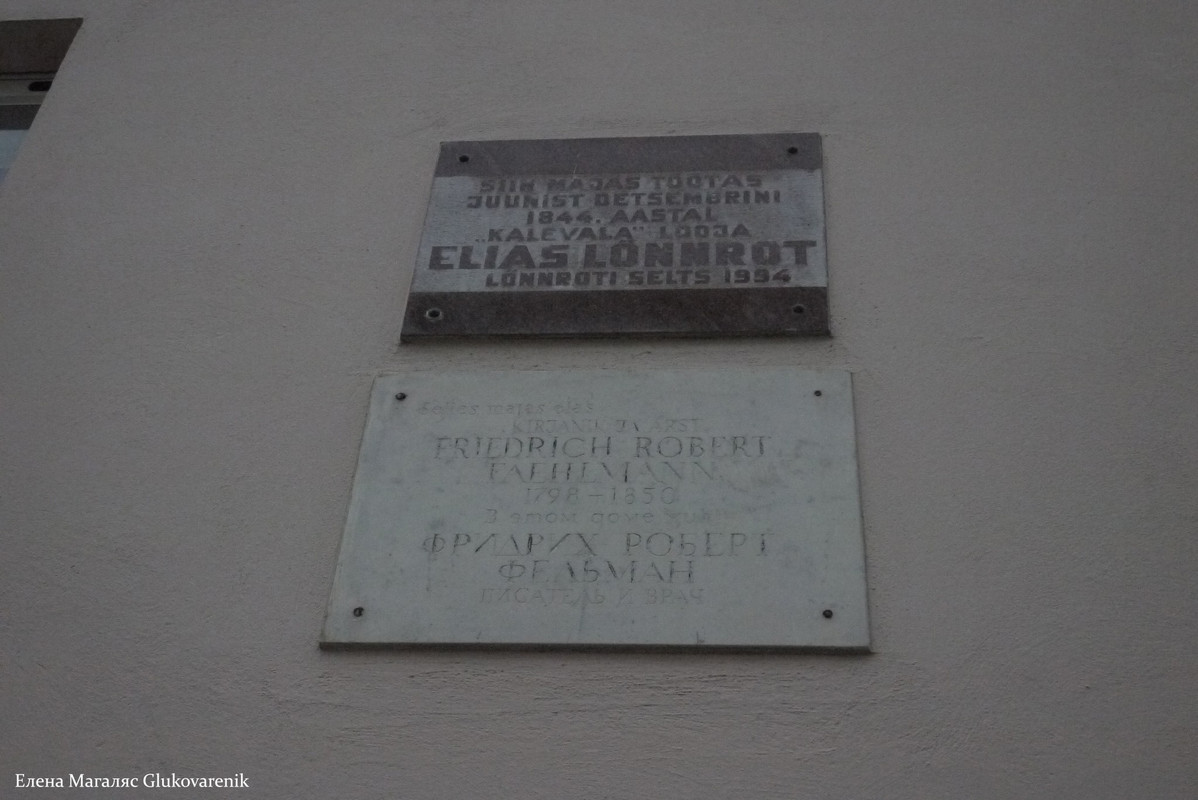 SIIN MAJAS TÖÖTAS
JUUNIST DETSEMBRINI
1844. AASTAL
„KALEVALA" LOOJA
ELIAS LÖNNROT
LÖNNROTI SELTS 1994
Selles majas elas
KIRJANIK JA ARST
FRIEDRICH ROBERT
FAEHLMANN
1798–1850
В этом доме жил
ФРИДРИХ РОБЕРТ
ФЕЛЬМАН
ПИСАТЕЛЬ И ВРАЧ
Елена Магаляс Glukovarenik